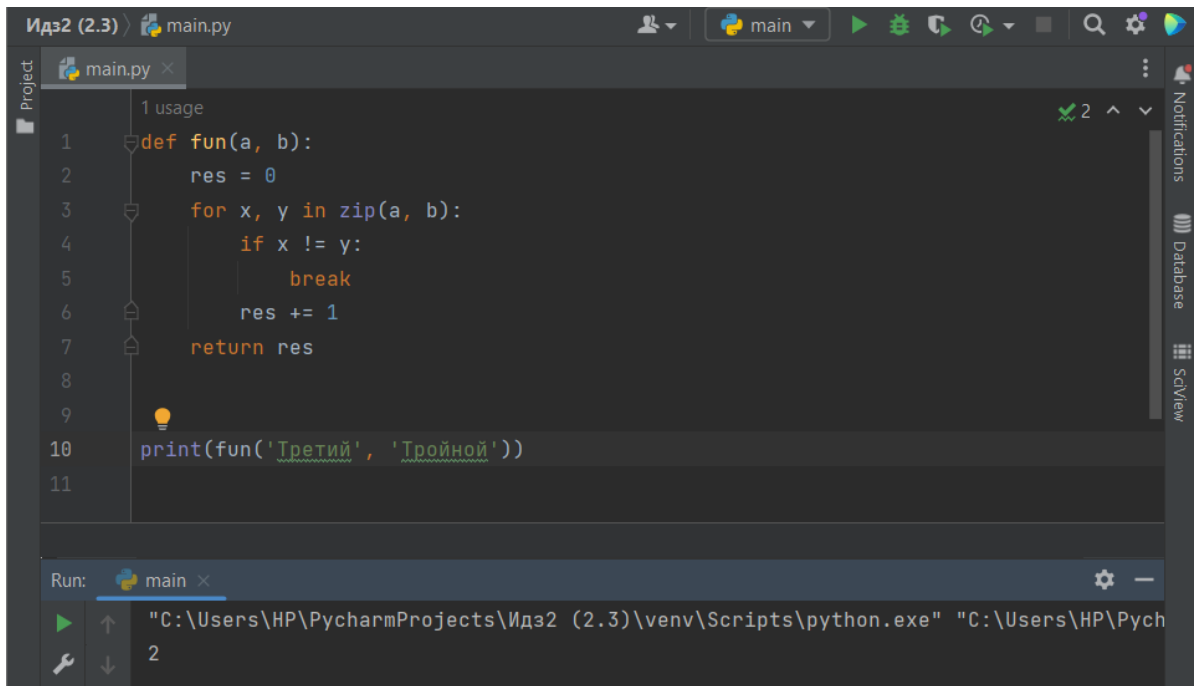 Идз2 (2.3) main.py main
Project
main.py
1 usage
2
1 def fun(a, b):
2     res = 0
3     for x, y in zip(a, b):
4         if x != y:
5             break
6         res += 1
7     return res
8
9
10 print(fun('Третий', 'Тройной'))
11
Notifications
Database
SciView
Run: main
"C:\Users\HP\PycharmProjects\Идз2 (2.3)\venv\Scripts\python.exe" "C:\Users\HP\Pych
2